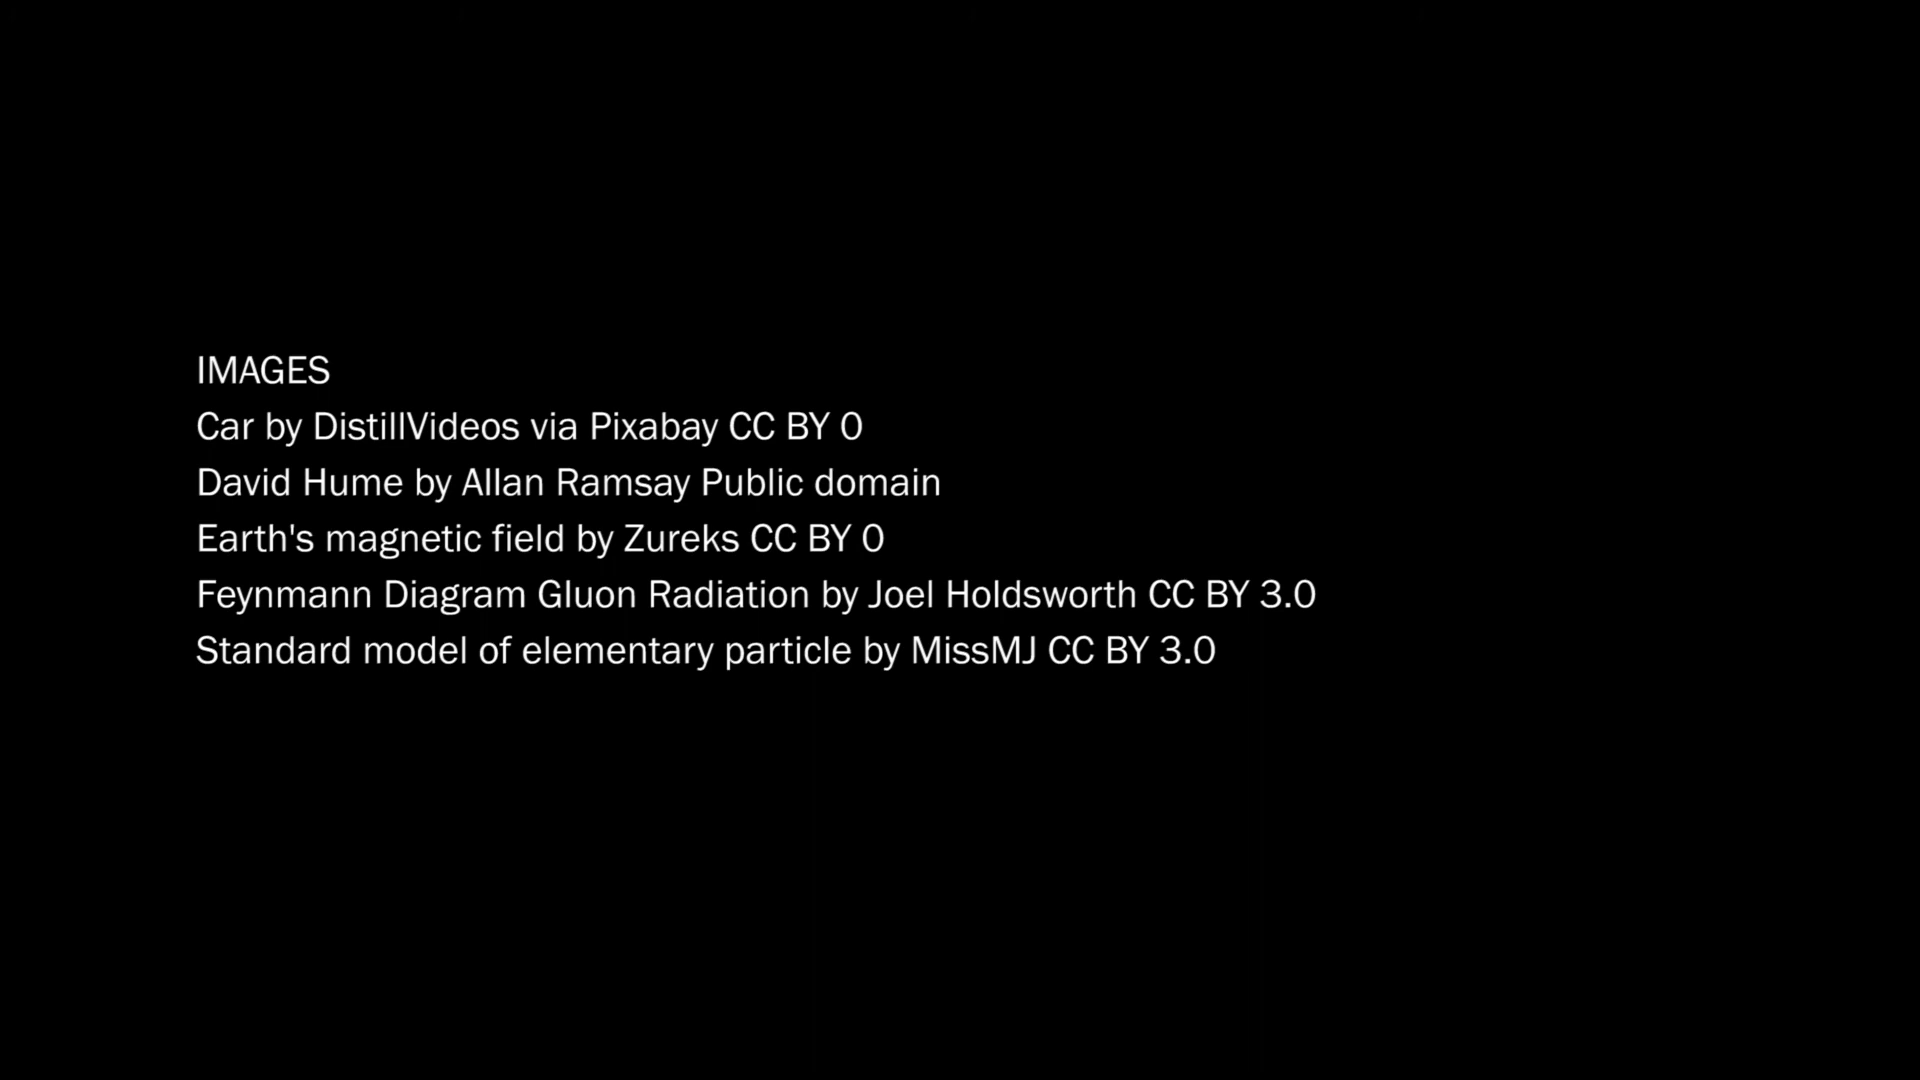 IMAGES
Car by DistillVideos via Pixabay CC BY 0
David Hume by Allan Ramsay Public domain
Earth's magnetic field by Zureks CC BY 0
Feynmann Diagram Gluon Radiation by Joel Holdsworth CC BY 3.0
Standard model of elementary particle by MissMJ CC BY 3.0